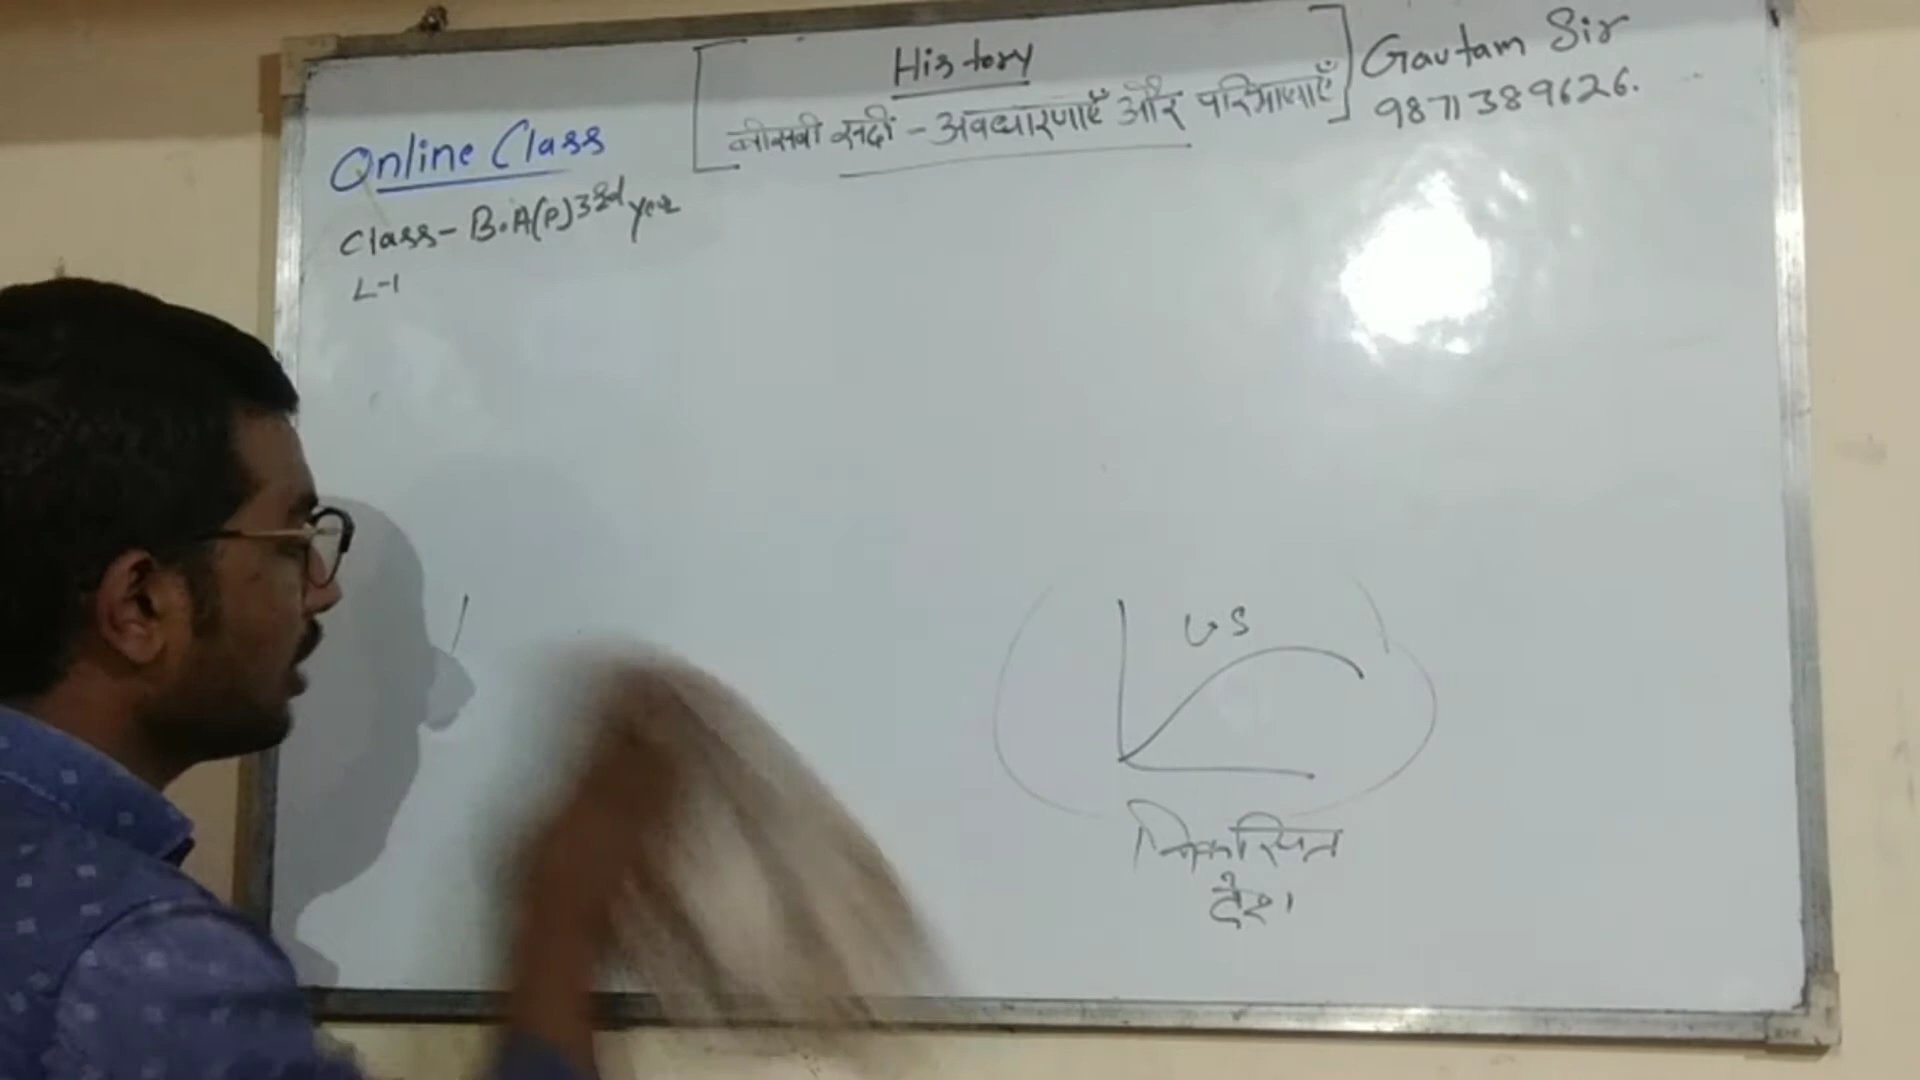 History
बीसवी सदी - अवधारणाएँ और परिभाषाएँ
Gautam Sir
9871389626.
Online Class
Class - B.A(P) 3rd year
L-1
US
विकसित
देश